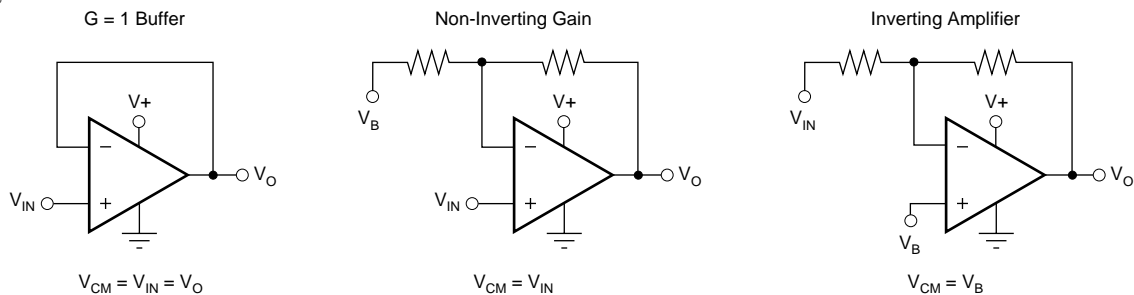 G = 1 Buffer
V+
−
+
V_IN
V_O
V_CM = V_IN = V_O
Non-Inverting Gain
V_B
V+
−
+
V_IN
V_O
V_CM = V_IN
Inverting Amplifier
V_IN
V+
−
+
V_B
V_O
V_CM = V_B